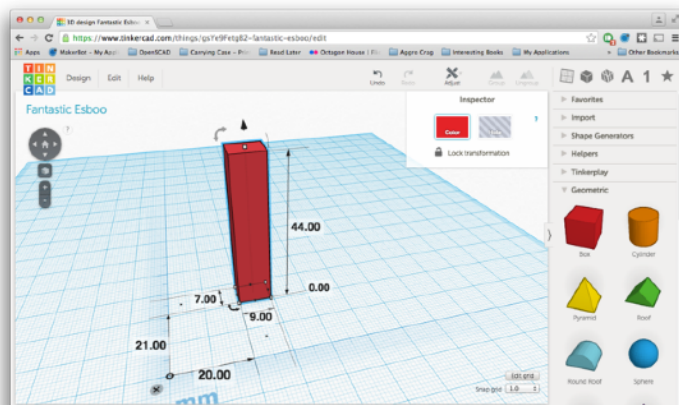 3D design Fantastic Esboo
https://www.tinkercad.com/things/gsYe9Fetg82-fantastic-esboo/edit
Apps MakerBot - My Appl OpenSCAD Carrying Case - Prin Read Later Octagon House | Fli Aggro Crag Interesting Books My Applications » Other Bookmarks
TIN
KER
CAD
Design Edit Help
Undo Redo Adjust Group Ungroup
Fantastic Esboo
Inspector
Color Hole
Lock transformation
?
Favorites
Import
Shape Generators
Helpers
Tinkerplay
Geometric
Box Cylinder
Pyramid Roof
Round Roof Sphere
44.00
0.00
7.00
9.00
21.00
20.00
mm
Edit grid
Snap grid 1.0